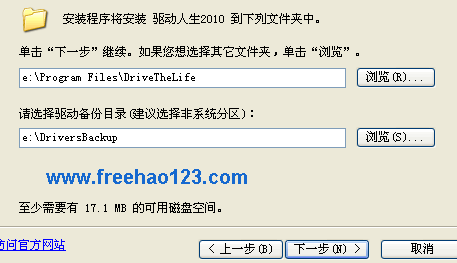 安装程序将安装 驱动人生2010 到下列文件夹中。
单击“下一步”继续。如果您想选择其它文件夹,单击“浏览”。
e:\Program Files\DriveTheLife
浏览(R)...
请选择驱动备份目录(建议选择非系统分区):
e:\DriversBackup
浏览(S)...
www.freehao123.com
至少需要有 17.1 MB 的可用磁盘空间。
访问官方网站
< 上一步(B)
下一步(N) >
取消